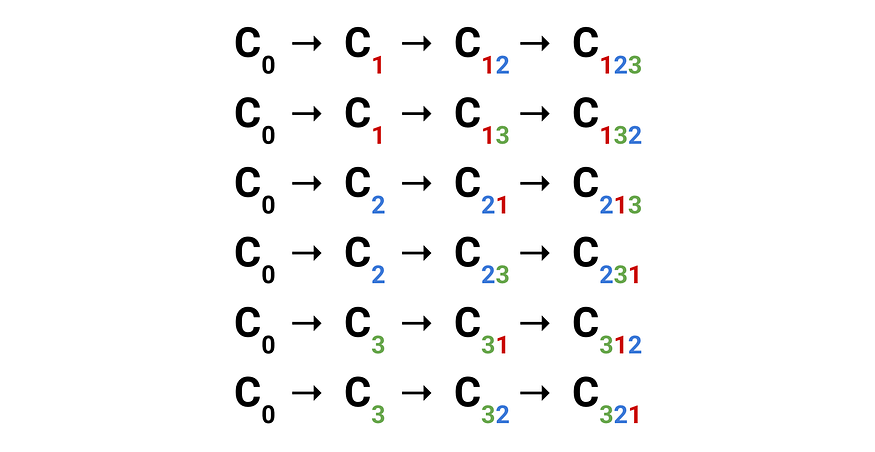 C₀ → C₁ → C₁₂ → C₁₂₃
C₀ → C₁ → C₁₃ → C₁₃₂
C₀ → C₂ → C₂₁ → C₂₁₃
C₀ → C₂ → C₂₃ → C₂₃₁
C₀ → C₃ → C₃₁ → C₃₁₂
C₀ → C₃ → C₃₂ → C₃₂₁